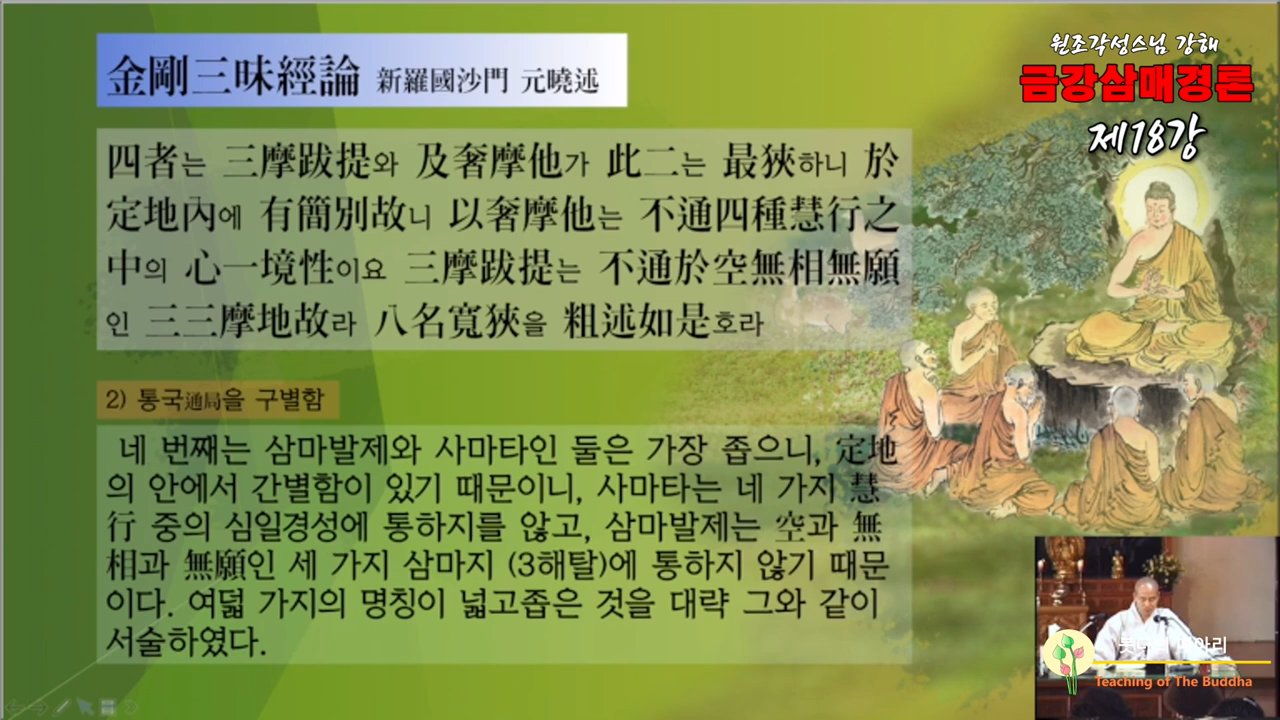 金剛三昧經論 新羅國沙門 元曉述
원조각성스님 강해
금강삼매경론
제18강
四者는 三摩跋提와 及奢摩他가 此二는 最狹하니 於
定地內에 有簡別故니 以奢摩他는 不通四種慧行之
中의 心一境性이요 三摩跋提는 不通於空無相無願
인 三三摩地故라 八名寬狹을 粗述如是호라
2) 통국通局을 구별함
네 번째는 삼마발제와 사마타인 둘은 가장 좁으니, 定地
의 안에서 간별함이 있기 때문이니, 사마타는 네 가지 慧
行 중의 심일경성에 통하지를 않고, 삼마발제는 空과 無
相과 無願인 세 가지 삼마지 (3해탈)에 통하지 않기 때문
이다. 여덟 가지의 명칭이 넓고좁은 것을 대략 그와 같이
서술하였다.
Teaching of The Buddha